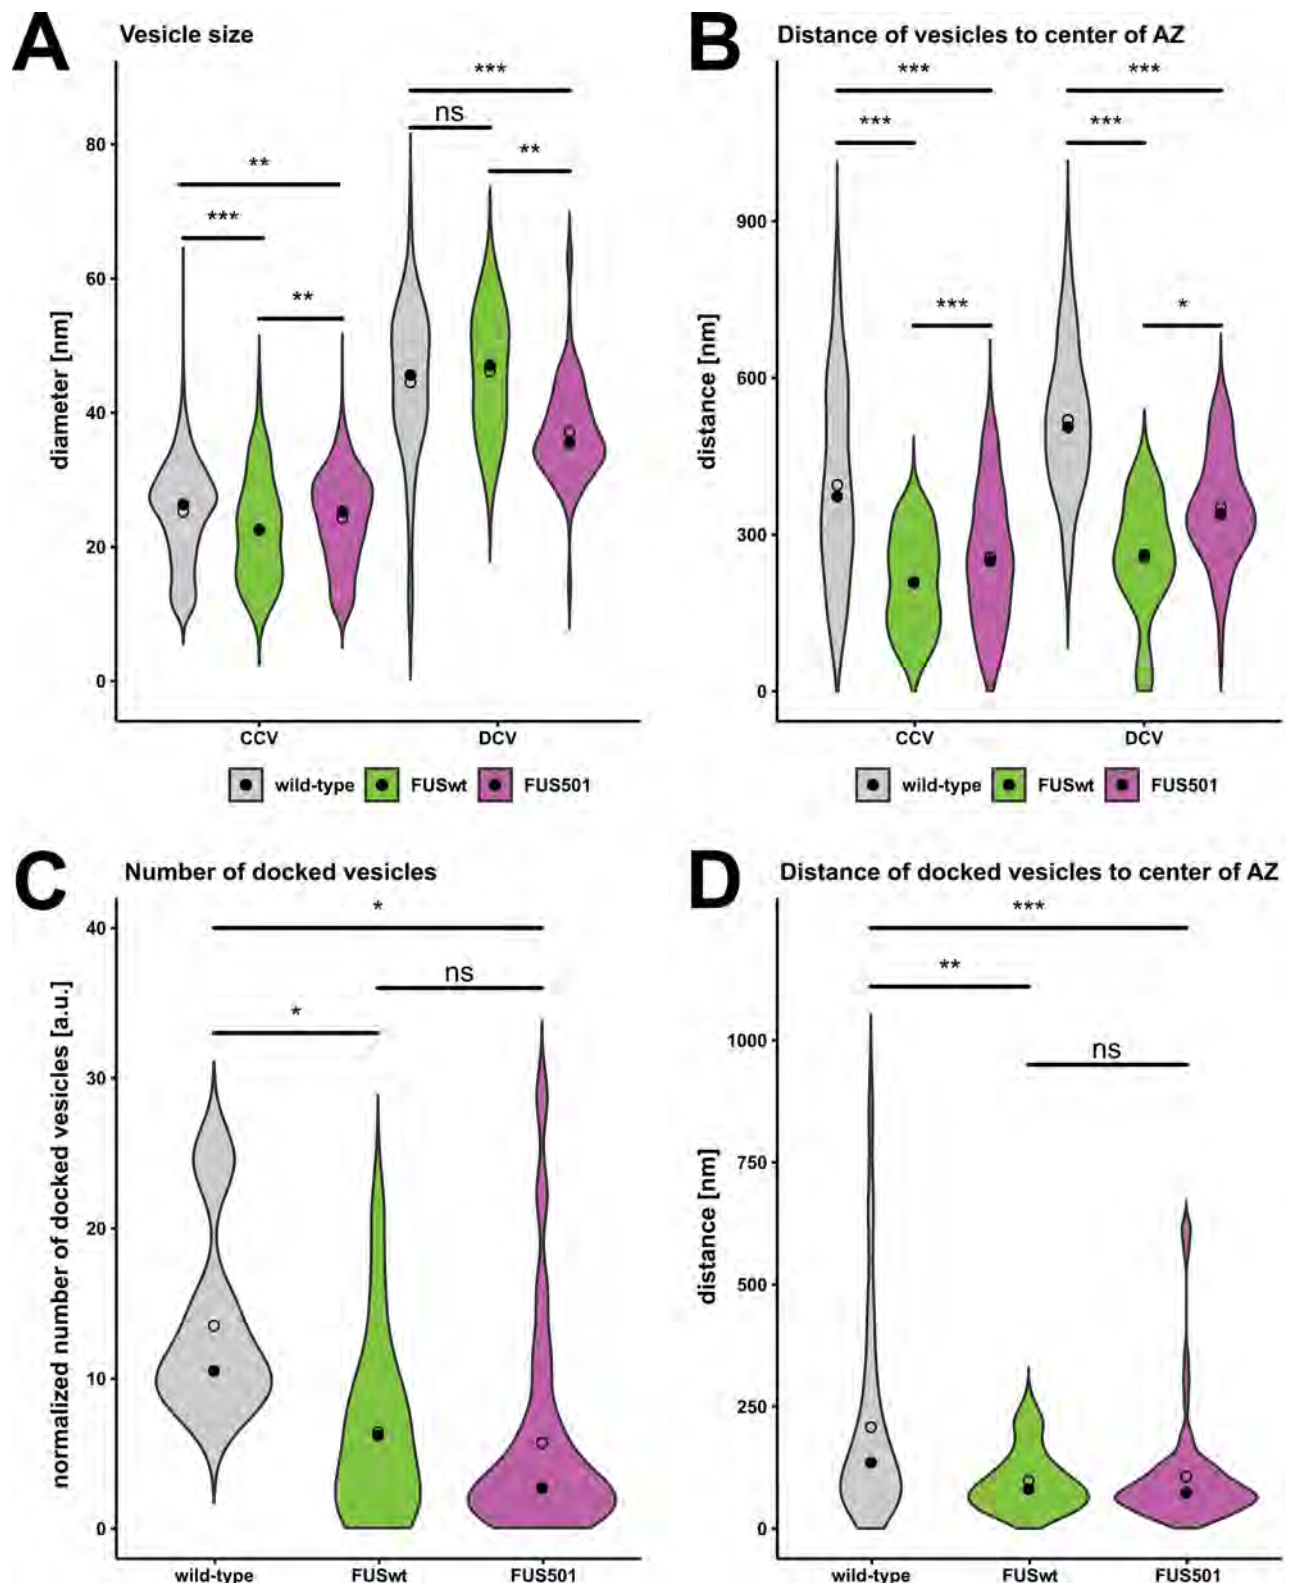 A
Vesicle size
***
ns
**
**
***
**
80
60
40
20
0
diameter [nm]
CCV
DCV
wild-type
FUSwt
FUS501
B
Distance of vesicles to center of AZ
***
***
***
***
***
*
900
600
300
0
distance [nm]
CCV
DCV
wild-type
FUSwt
FUS501
C
Number of docked vesicles
*
ns
*
40
30
20
10
0
normalized number of docked vesicles [a.u.]
wild-type
FUSwt
FUS501
D
Distance of docked vesicles to center of AZ
***
**
ns
1000
750
500
250
0
distance [nm]
wild-type
FUSwt
FUS501